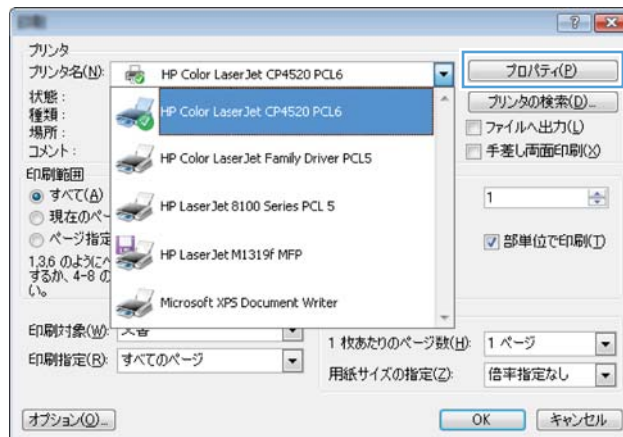 プリンタ
プリンタ名(N):
HP Color LaserJet CP4520 PCL6
プロパティ(P)
状態 :
HP Color LaserJet CP4520 PCL6
プリンタの検索(D)...
種類 :
ファイルへ出力(L)
場所 :
コメント :
HP Color LaserJet Family Driver PCL5
手差し両面印刷(X)
印刷範囲
すべて(A)
HP LaserJet 8100 Series PCL 5
1
現在のペー
ページ指定
HP LaserJet M1319f MFP
部単位で印刷(T)
1,3,6 のように
するか、4-8 の
い。
Microsoft XPS Document Writer
印刷対象(W):
1 枚あたりのページ数(H):
1 ページ
印刷指定(R):
すべてのページ
用紙サイズの指定(Z):
倍率指定なし
オプション(O)...
OK
キャンセル